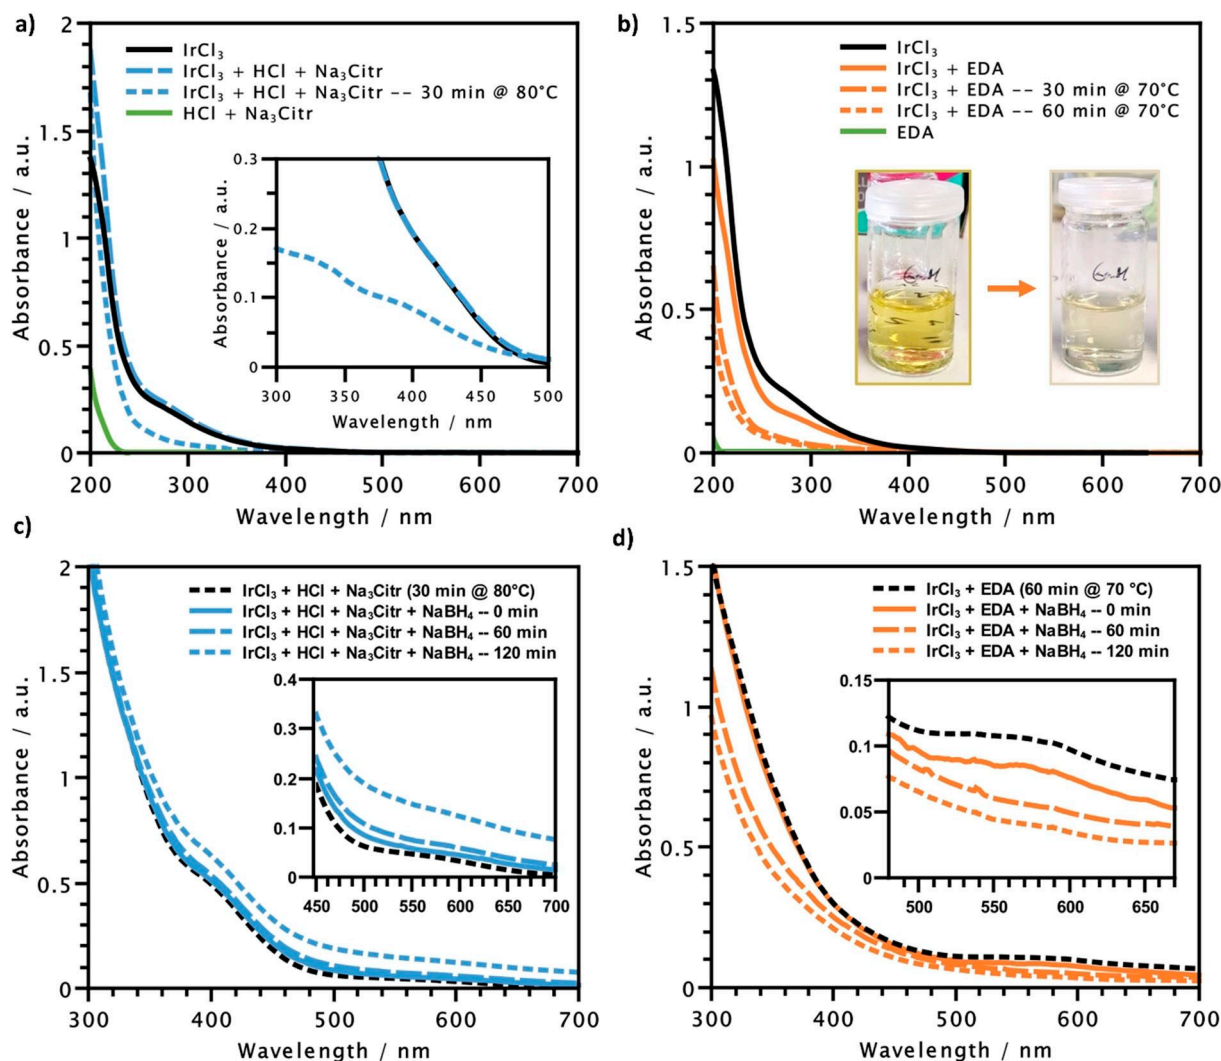 a)
2
1.5
1
0.5
0
Absorbance / a.u.
IrCl₃
IrCl₃ + HCl + Na₃Citr
IrCl₃ + HCl + Na₃Citr -- 30 min @ 80°C
HCl + Na₃Citr
0.3
0.2
0.1
0
Absorbance / a.u.
300 350 400 450 500
Wavelength / nm
200 300 400 500 600 700
Wavelength / nm
b)
1.5
1
0.5
0
Absorbance / a.u.
IrCl₃
IrCl₃ + EDA
IrCl₃ + EDA -- 30 min @ 70°C
IrCl₃ + EDA -- 60 min @ 70°C
EDA
200 300 400 500 600 700
Wavelength / nm
c)
2
1.5
1
0.5
0
Absorbance / a.u.
IrCl₃ + HCl + Na₃Citr (30 min @ 80°C)
IrCl₃ + HCl + Na₃Citr + NaBH₄ -- 0 min
IrCl₃ + HCl + Na₃Citr + NaBH₄ -- 60 min
IrCl₃ + HCl + Na₃Citr + NaBH₄ -- 120 min
0.4
0.3
0.2
0.1
0
450 500 550 600 650 700
300 400 500 600 700
Wavelength / nm
d)
1.5
1
0.5
0
Absorbance / a.u.
IrCl₃ + EDA (60 min @ 70 °C)
IrCl₃ + EDA + NaBH₄ -- 0 min
IrCl₃ + EDA + NaBH₄ -- 60 min
IrCl₃ + EDA + NaBH₄ -- 120 min
0.15
0.1
0.05
0
500 550 600 650
300 400 500 600 700
Wavelength / nm